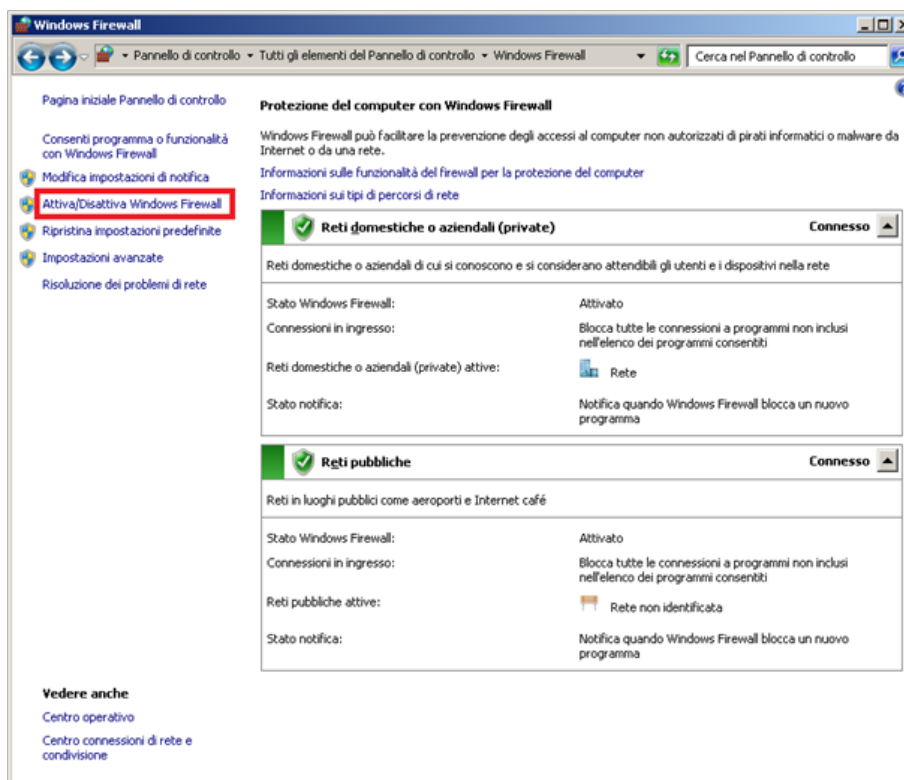 Windows Firewall
Pannello di controllo
Tutti gli elementi del Pannello di controllo
Windows Firewall
Cerca nel Pannello di controllo
Pagina iniziale Pannello di controllo
Consenti programma o funzionalità
con Windows Firewall
Modifica impostazioni di notifica
Attiva/Disattiva Windows Firewall
Ripristina impostazioni predefinite
Impostazioni avanzate
Risoluzione dei problemi di rete
Protezione del computer con Windows Firewall
Windows Firewall può facilitare la prevenzione degli accessi al computer non autorizzati di pirati informatici o malware da
Internet o da una rete.
Informazioni sulle funzionalità del firewall per la protezione del computer
Informazioni sui tipi di percorsi di rete
Reti domestiche o aziendali (private) Connesso
Reti domestiche o aziendali di cui si conoscono e si considerano attendibili gli utenti e i dispositivi nella rete
Stato Windows Firewall: Attivato
Connessioni in ingresso: Blocca tutte le connessioni a programmi non inclusi
nell'elenco dei programmi consentiti
Reti domestiche o aziendali (private) attive: Rete
Stato notifica: Notifica quando Windows Firewall blocca un nuovo
programma
Reti pubbliche Connesso
Reti in luoghi pubblici come aeroporti e Internet café
Stato Windows Firewall: Attivato
Connessioni in ingresso: Blocca tutte le connessioni a programmi non inclusi
nell'elenco dei programmi consentiti
Reti pubbliche attive: Rete non identificata
Stato notifica: Notifica quando Windows Firewall blocca un nuovo
programma
Vedere anche
Centro operativo
Centro connessioni di rete e
condivisione